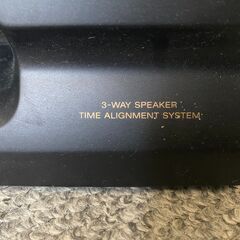 3-WAY SPEAKER
TIME ALIGNMENT SYSTEM